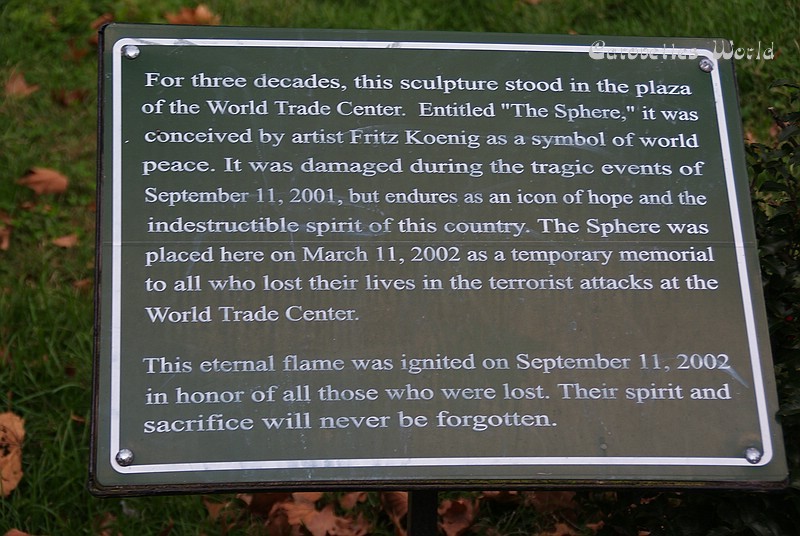 Carovettes World
For three decades, this sculpture stood in the plaza
of the World Trade Center. Entitled "The Sphere," it was
conceived by artist Fritz Koenig as a symbol of world
peace. It was damaged during the tragic events of
September 11, 2001, but endures as an icon of hope and the
indestructible spirit of this country. The Sphere was
placed here on March 11, 2002 as a temporary memorial
to all who lost their lives in the terrorist attacks at the
World Trade Center.
This eternal flame was ignited on September 11, 2002
in honor of all those who were lost. Their spirit and
sacrifice will never be forgotten.